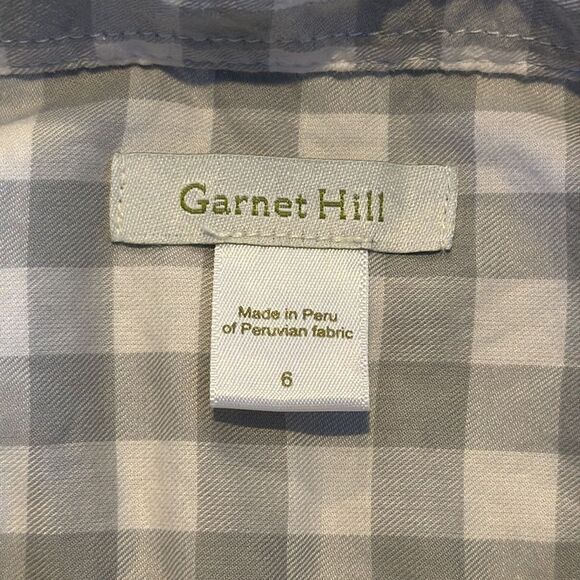 Garnet Hill
Made in Peru
of Peruvian fabric
6